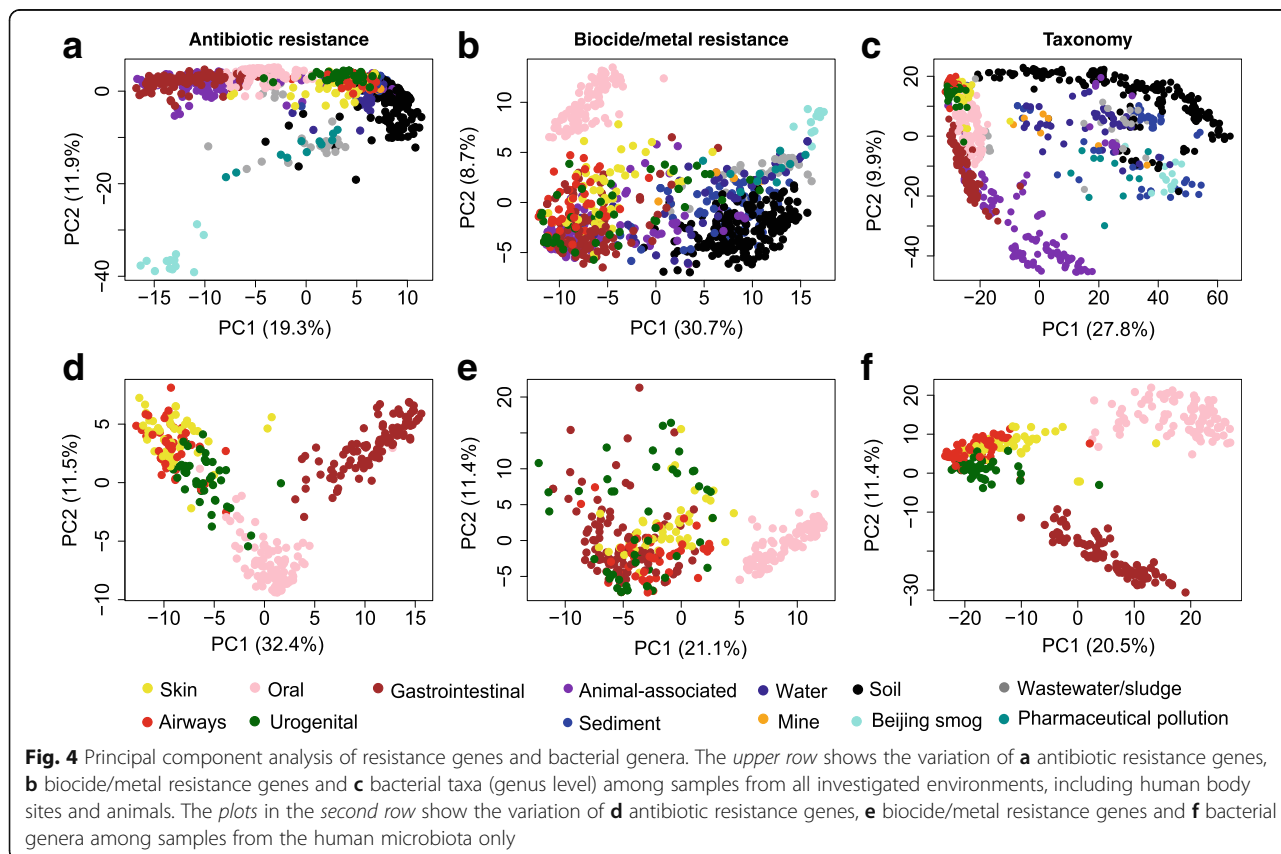 a Antibiotic resistance
0
−20
−40
PC2 (11.9%)
−15 −10 −5 0 5 10
PC1 (19.3%)
b Biocide/metal resistance
10
5
0
−5
PC2 (8.7%)
−10 −5 0 5 10 15
PC1 (30.7%)
c Taxonomy
20
0
−20
−40
PC2 (9.9%)
−20 0 20 40 60
PC1 (27.8%)
d
5
0
−5
−10
PC2 (11.5%)
−10 −5 0 5 10 15
PC1 (32.4%)
e
20
15
10
5
0
−5
PC2 (11.4%)
−10 −5 0 5 10
PC1 (21.1%)
f
20
10
0
−10
−30
PC2 (11.4%)
−20 −10 0 10 20
PC1 (20.5%)
Skin Oral Gastrointestinal Animal-associated Water Soil Wastewater/sludge
Airways Urogenital Sediment Mine Beijing smog Pharmaceutical pollution
Fig. 4 Principal component analysis of resistance genes and bacterial genera. The upper row shows the variation of a antibiotic resistance genes,
b biocide/metal resistance genes and c bacterial taxa (genus level) among samples from all investigated environments, including human body
sites and animals. The plots in the second row show the variation of d antibiotic resistance genes, e biocide/metal resistance genes and f bacterial
genera among samples from the human microbiota only